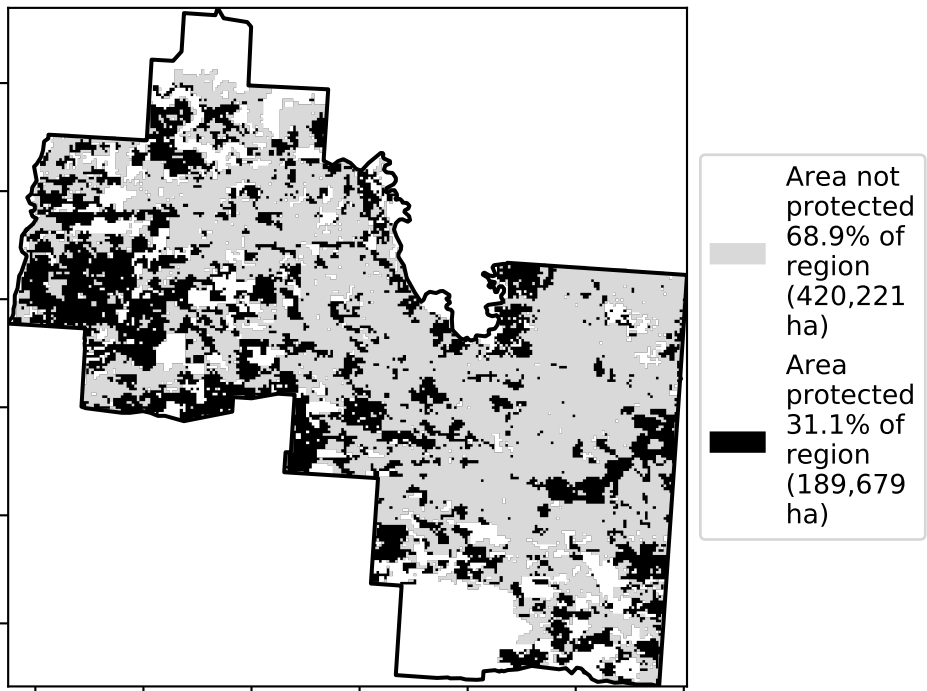 Area not
protected
68.9% of
region
(420,221
ha)
Area
protected
31.1% of
region
(189,679
ha)